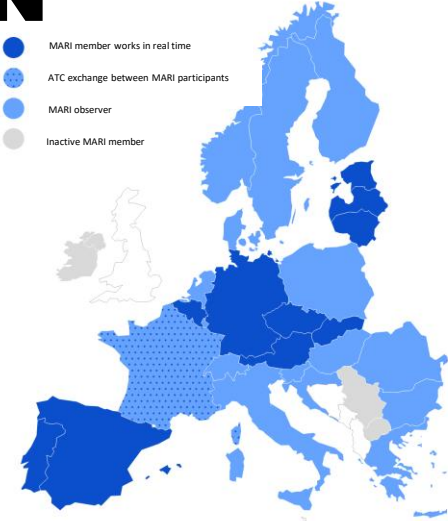 MARI member works in real time
ATC exchange between MARI participants
MARI observer
Inactive MARI member